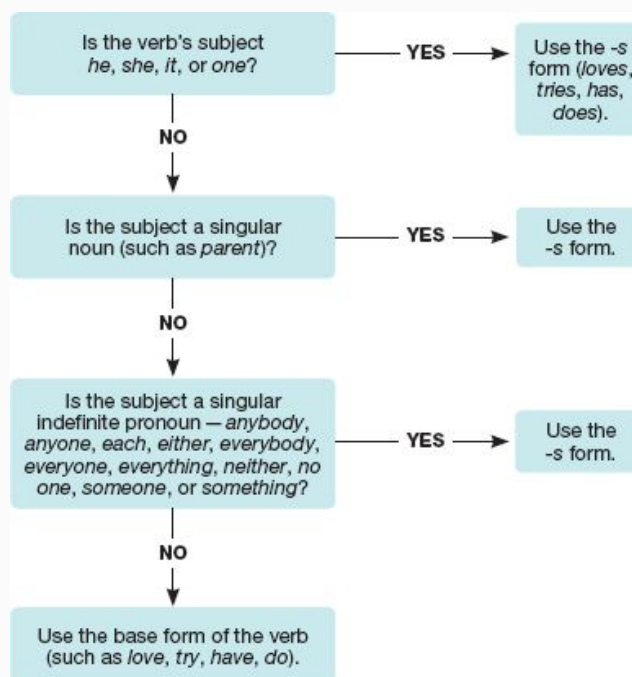 Is the verb's subject
he, she, it, or one?
YES
Use the -s
form (loves,
tries, has,
does).
NO
Is the subject a singular
noun (such as parent)?
YES
Use the
-s form.
NO
Is the subject a singular
indefinite pronoun — anybody,
anyone, each, either, everybody,
everyone, everything, neither, no
one, someone, or something?
YES
Use the
-s form.
NO
Use the base form of the verb
(such as love, try, have, do).